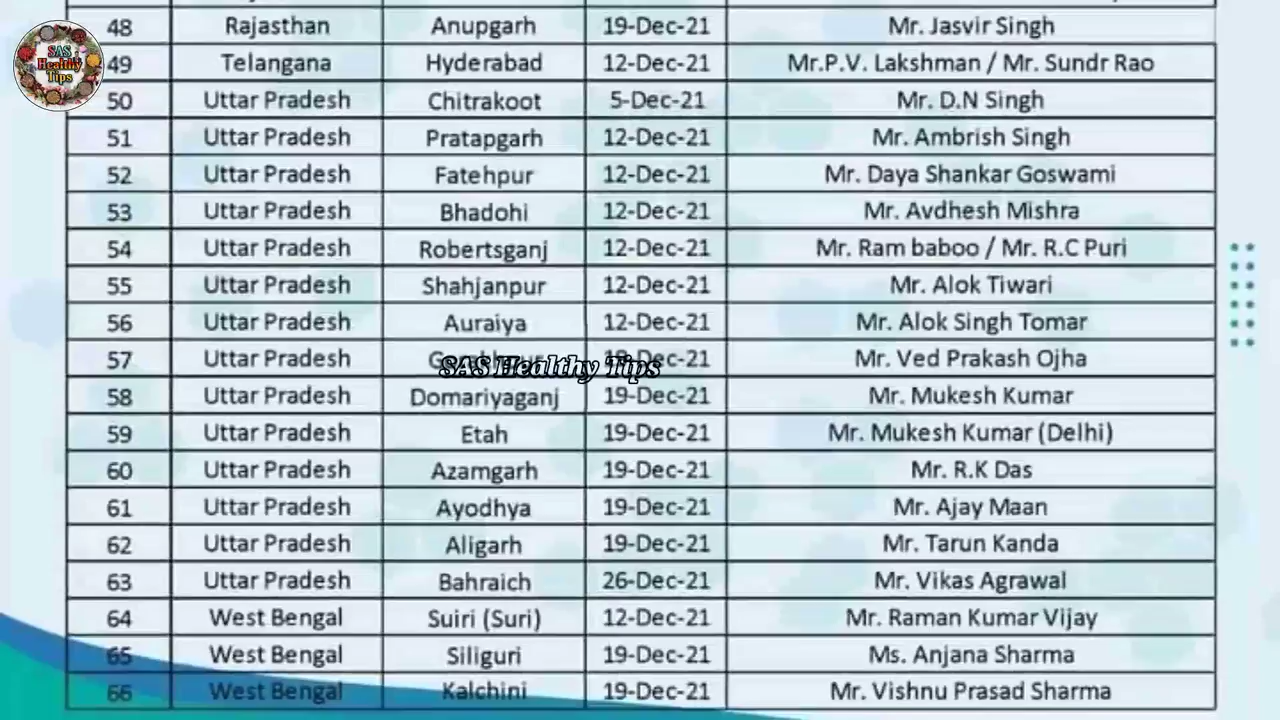 SAS
Healthy
Tips
48 Rajasthan Anupgarh 19-Dec-21 Mr. Jasvir Singh
49 Telangana Hyderabad 12-Dec-21 Mr.P.V. Lakshman / Mr. Sundr Rao
50 Uttar Pradesh Chitrakoot 5-Dec-21 Mr. D.N Singh
51 Uttar Pradesh Pratapgarh 12-Dec-21 Mr. Ambrish Singh
52 Uttar Pradesh Fatehpur 12-Dec-21 Mr. Daya Shankar Goswami
53 Uttar Pradesh Bhadohi 12-Dec-21 Mr. Avdhesh Mishra
54 Uttar Pradesh Robertsganj 12-Dec-21 Mr. Ram baboo / Mr. R.C Puri
55 Uttar Pradesh Shahjanpur 12-Dec-21 Mr. Alok Tiwari
56 Uttar Pradesh Auraiya 12-Dec-21 Mr. Alok Singh Tomar
57 Uttar Pradesh Mr. Ved Prakash Ojha
SAS Healthy Tips
58 Uttar Pradesh Domariyaganj 19-Dec-21 Mr. Mukesh Kumar
59 Uttar Pradesh Etah 19-Dec-21 Mr. Mukesh Kumar (Delhi)
60 Uttar Pradesh Azamgarh 19-Dec-21 Mr. R.K Das
61 Uttar Pradesh Ayodhya 19-Dec-21 Mr. Ajay Maan
62 Uttar Pradesh Aligarh 19-Dec-21 Mr. Tarun Kanda
63 Uttar Pradesh Bahraich 26-Dec-21 Mr. Vikas Agrawal
64 West Bengal Suiri (Suri) 12-Dec-21 Mr. Raman Kumar Vijay
65 West Bengal Siliguri 19-Dec-21 Ms. Anjana Sharma
66 West Bengal Kalchini 19-Dec-21 Mr. Vishnu Prasad Sharma